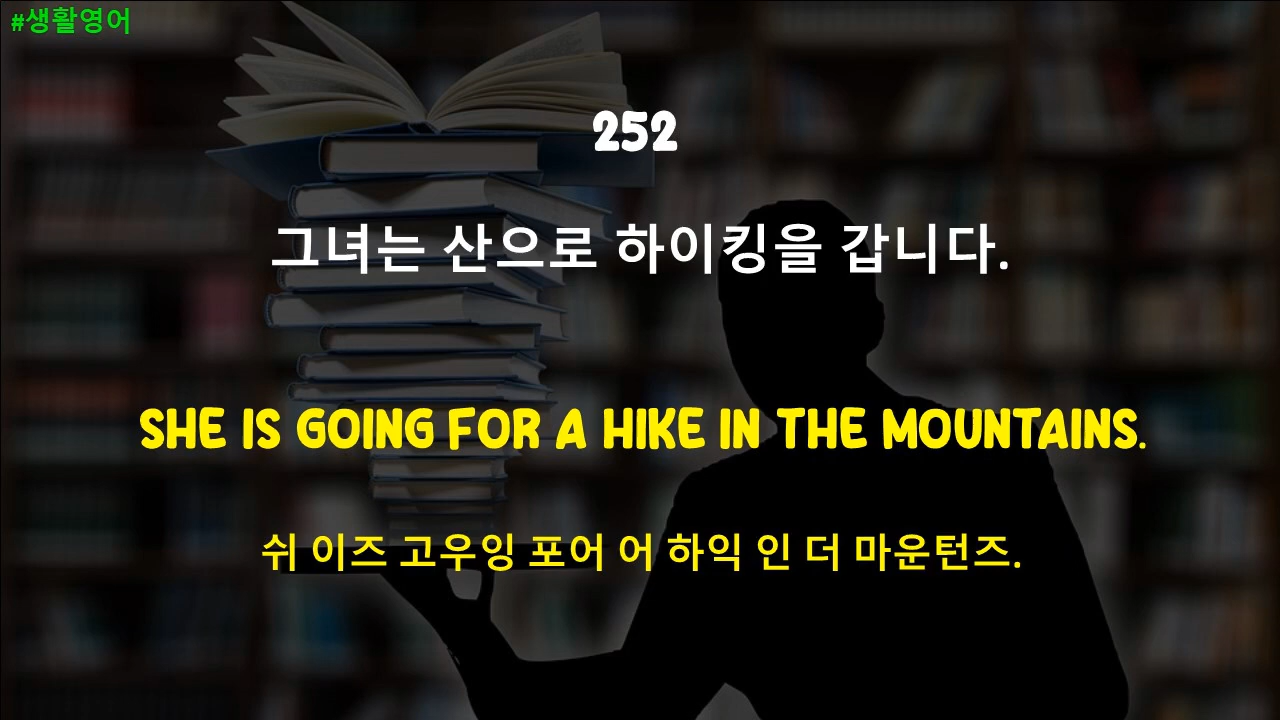 #생활영어
252
그녀는 산으로 하이킹을 갑니다.
SHE IS GOING FOR A HIKE IN THE MOUNTAINS.
쉬 이즈 고우잉 포어 어 하익 인 더 마운턴즈.